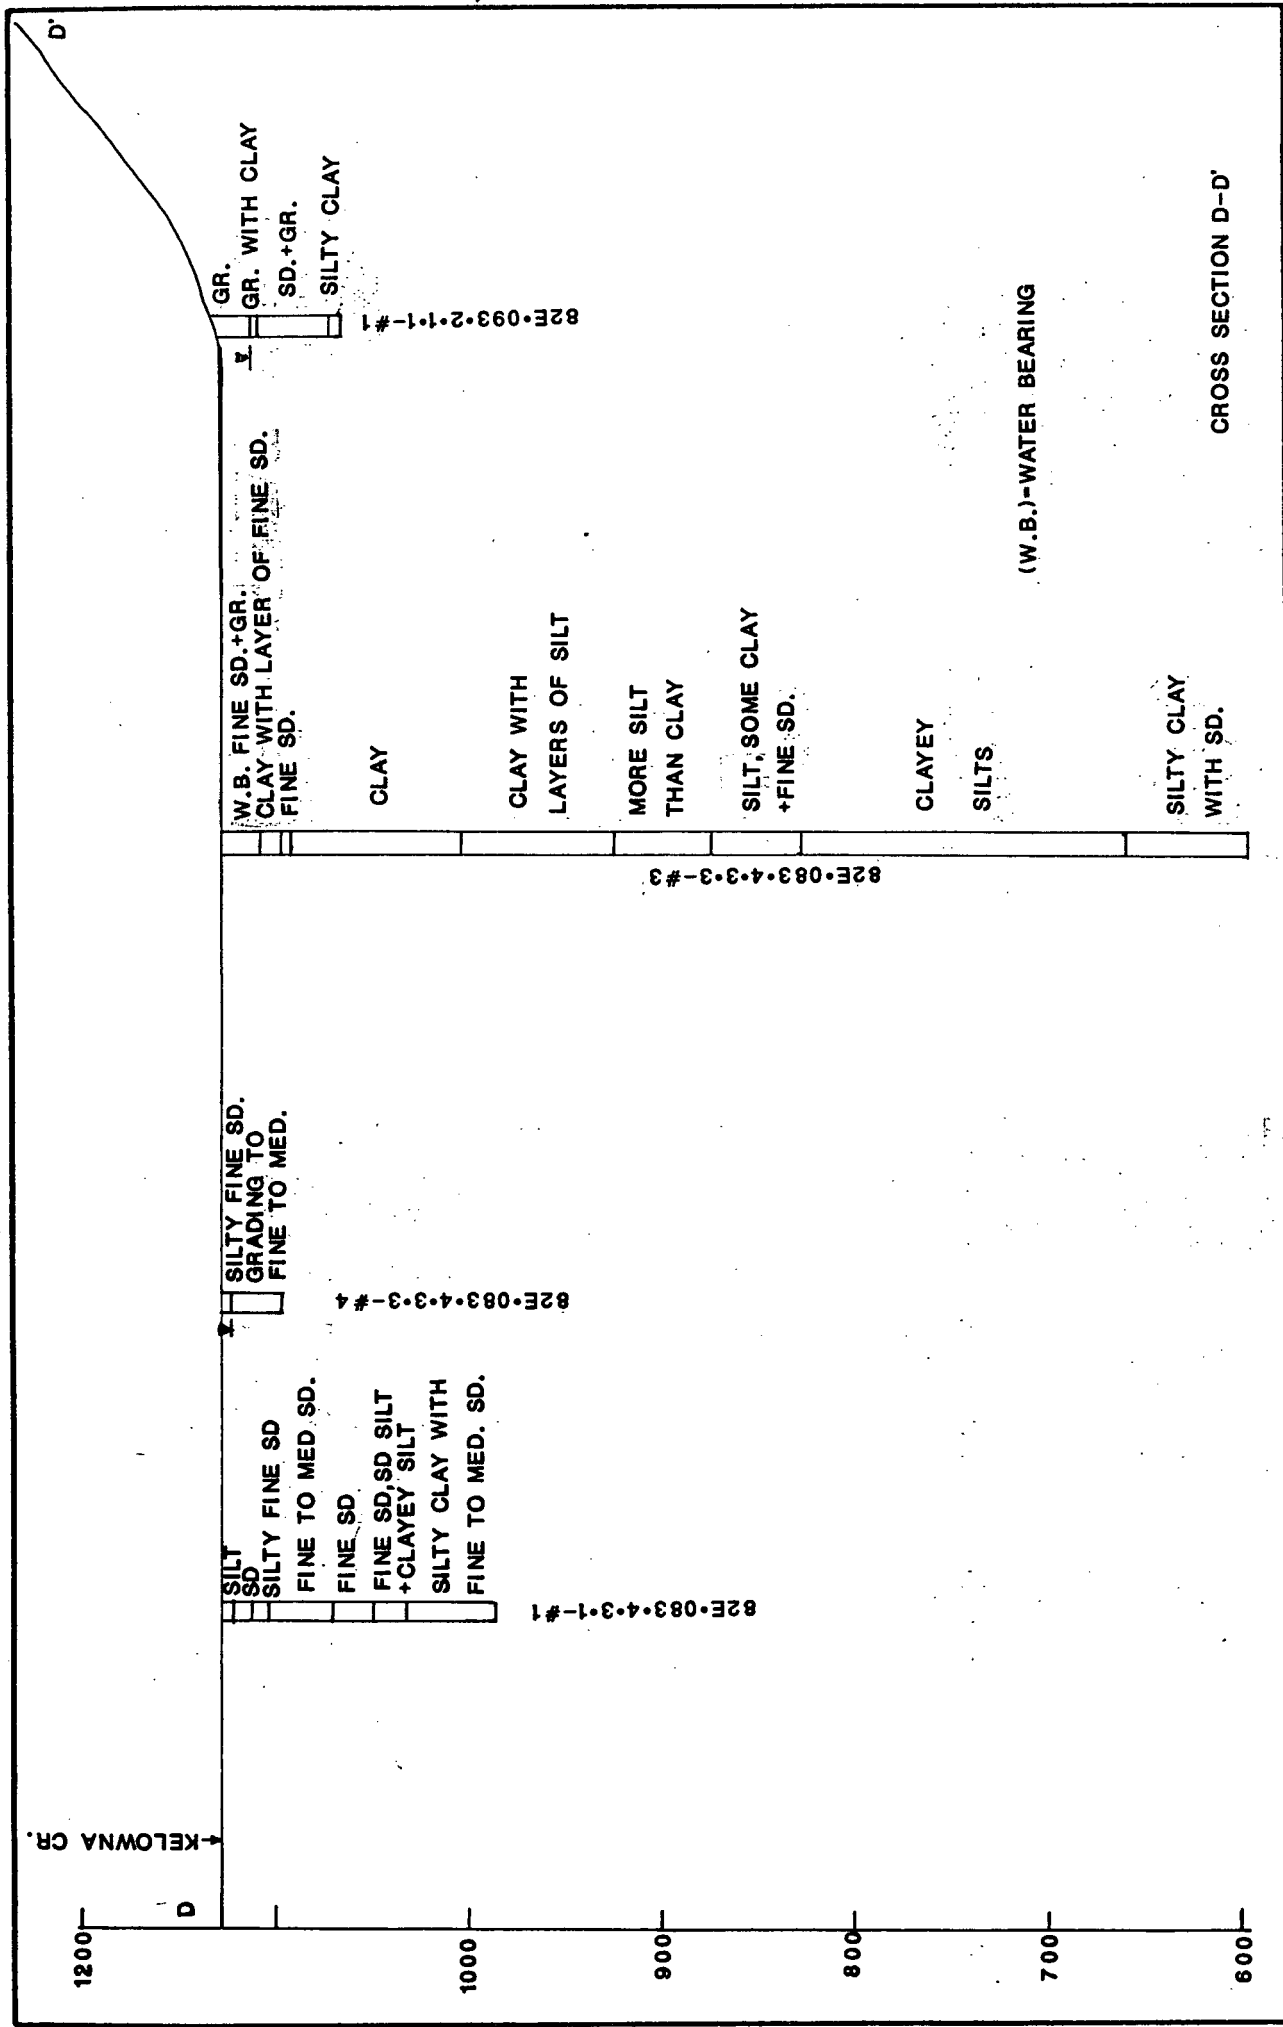 D
D'
KELOWNA CR.
1200
1000
900
800
700
600
SILT
SD
SILTY FINE SD
FINE TO MED SD.
FINE SD
FINE SD, SD SILT
+CLAYEY SILT
SILTY CLAY WITH
FINE TO MED. SD.
82E•083•4•3•1-#1
SILTY FINE SD.
GRADING TO
FINE TO MED.
82E•083•4•3•3-#4
W.B. FINE SD.+GR.
CLAY WITH LAYER OF FINE SD.
FINE SD.
CLAY
CLAY WITH
LAYERS OF SILT
MORE SILT
THAN CLAY
SILT, SOME CLAY
+FINE SD.
CLAYEY
SILTS
SILTY CLAY
WITH SD.
82E•083•4•3•3-#3
GR.
GR. WITH CLAY
SD.+GR.
SILTY CLAY
82E•093•2•1•1-#1
(W.B.)-WATER BEARING
CROSS SECTION D-D'